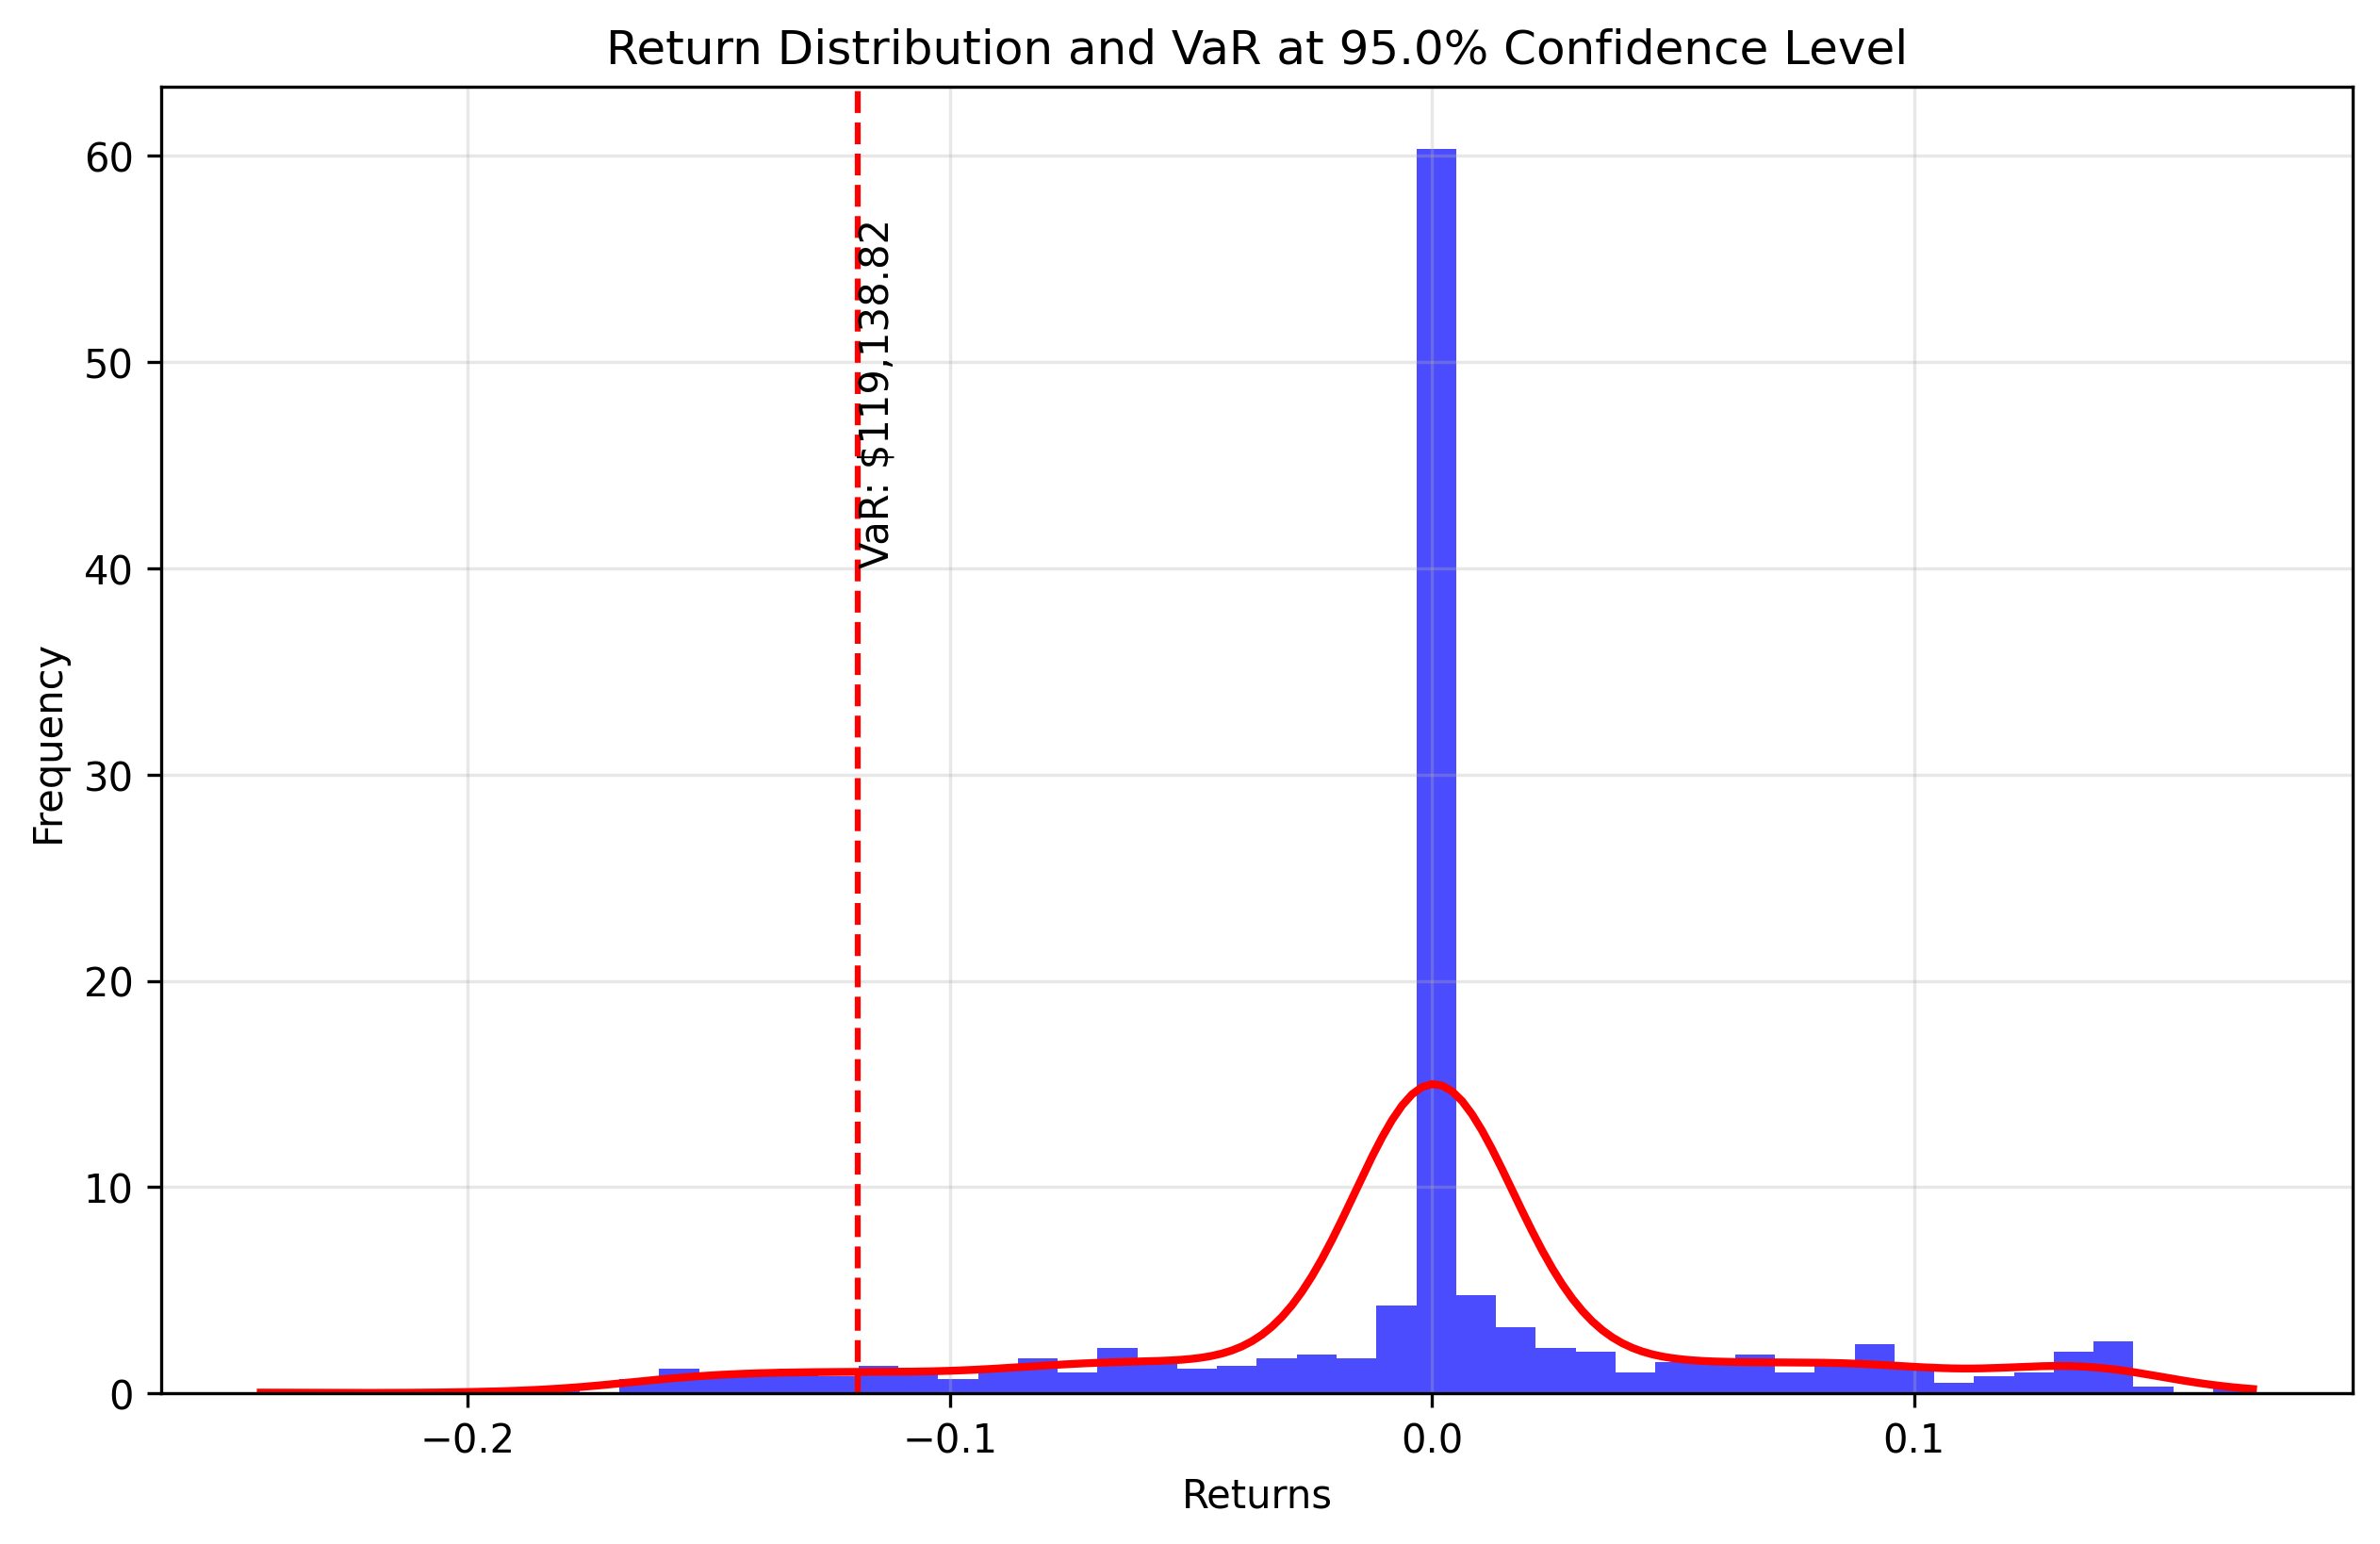 Return Distribution and VaR at 95.0% Confidence Level
60
50
40
30
20
10
0
Frequency
VaR: $119,138.82
−0.2
−0.1
0.0
0.1
Returns